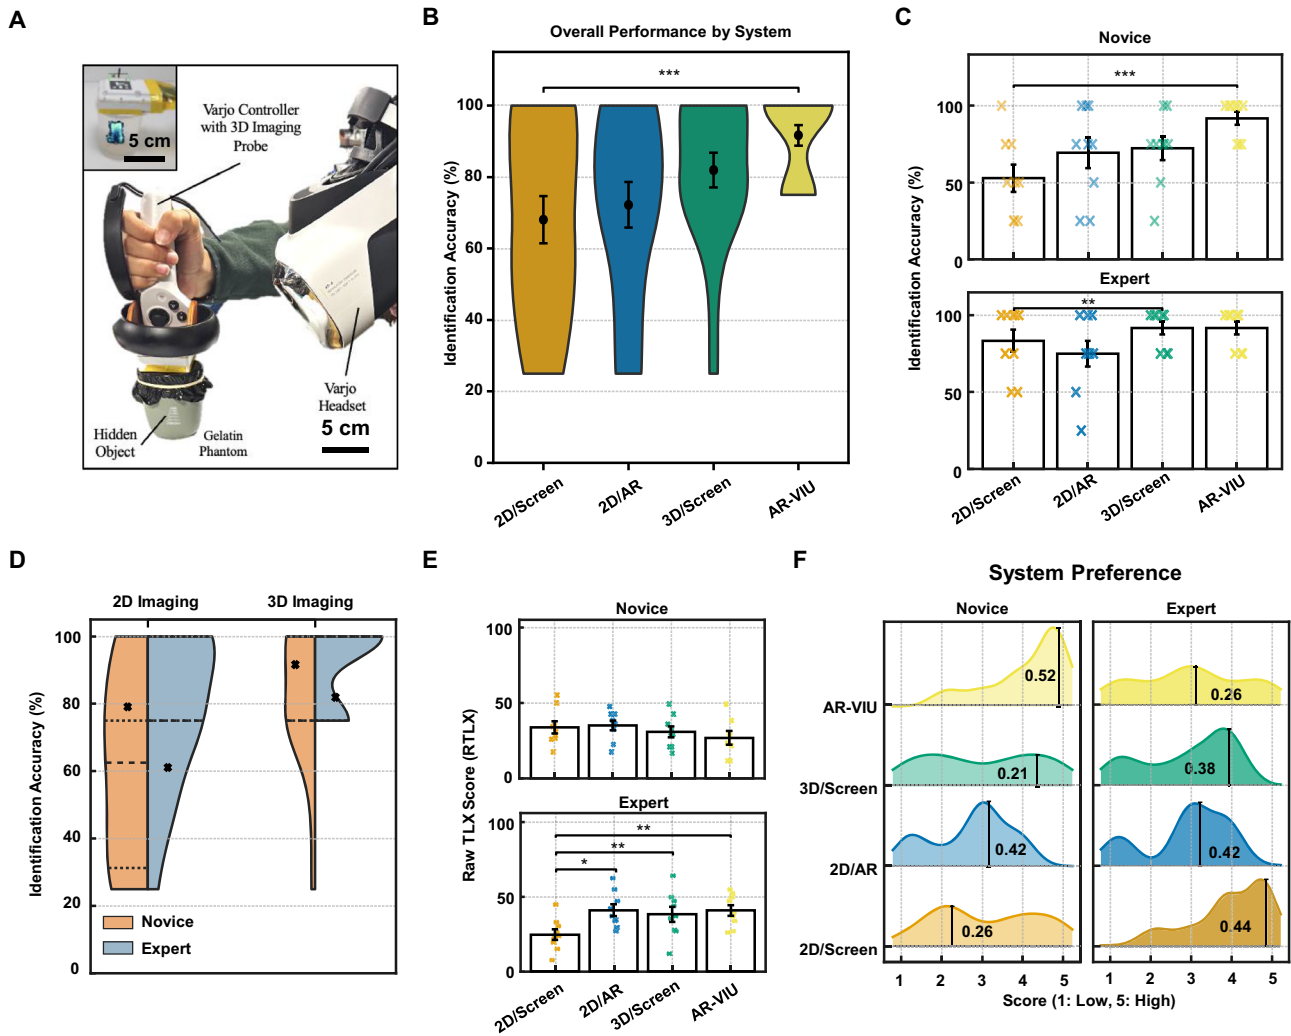 A
5 cm
Varjo Controller
with 3D Imaging
Probe
Varjo
Headset
5 cm
Hidden
Object
Gelatin
Phantom
B
Overall Performance by System
***
Identification Accuracy (%)
100
80
60
40
20
0
2D/Screen
2D/AR
3D/Screen
AR-VIU
C
Novice
***
100
50
0
Identification Accuracy (%)
Expert
**
100
50
0
2D/Screen
2D/AR
3D/Screen
AR-VIU
D
2D Imaging
3D Imaging
Identification Accuracy (%)
100
80
60
40
20
0
Novice
Expert
E
Novice
100
50
0
Raw TLX Score (RTLX)
Expert
**
**
*
100
50
0
2D/Screen
2D/AR
3D/Screen
AR-VIU
F
System Preference
Novice
Expert
AR-VIU
0.52
0.26
3D/Screen
0.21
0.38
2D/AR
0.42
0.42
2D/Screen
0.26
0.44
1 2 3 4 5
1 2 3 4 5
Score (1: Low, 5: High)